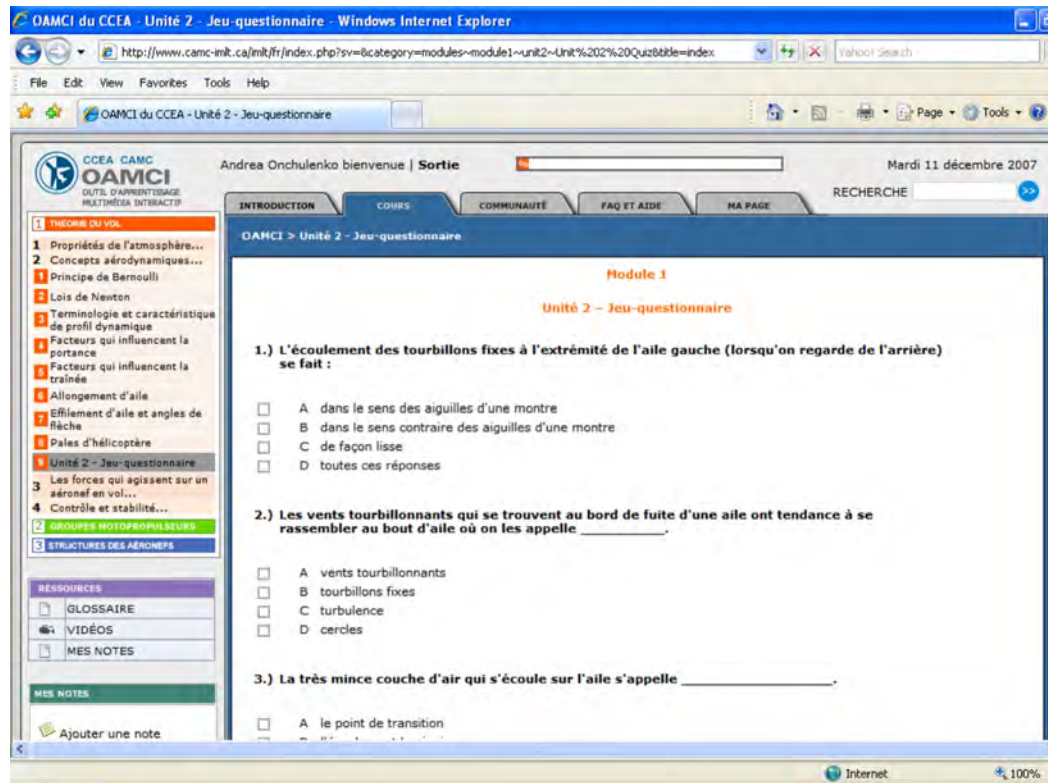 OAMCI du CCEA - Unité 2 - Jeu-questionnaire - Windows Internet Explorer
http://www.camc-imlt.ca/imlt/fr/index.php?sv=&category=modules~module1~unit2~Unit%202%20Quiz&title=index
Yahoo! Search
File Edit View Favorites Tools Help
OAMCI du CCEA - Unité 2 - Jeu-questionnaire
Page Tools
CCEA CAMC
OAMCI
OUTIL D'APPRENTISSAGE
MULTIMÉDIA INTERACTIF
Andrea Onchulenko bienvenue | Sortie
Mardi 11 décembre 2007
RECHERCHE
INTRODUCTION COURS COMMUNAUTÉ FAQ ET AIDE MA PAGE
OAMCI > Unité 2 - Jeu-questionnaire
1 THÉORIE DU VOL
1 Propriétés de l'atmosphère...
2 Concepts aérodynamiques...
1 Principe de Bernoulli
2 Lois de Newton
3 Terminologie et caractéristique
de profil dynamique
4 Facteurs qui influencent la
portance
5 Facteurs qui influencent la
traînée
6 Allongement d'aile
7 Effilement d'aile et angles de
flèche
8 Pales d'hélicoptère
9 Unité 2 - Jeu-questionnaire
3 Les forces qui agissent sur un
aéronef en vol...
4 Contrôle et stabilité...
2 GROUPES MOTOPROPULSEURS
3 STRUCTURES DES AÉRONEFS
RESSOURCES
GLOSSAIRE
VIDÉOS
MES NOTES
MES NOTES
Ajouter une note
Module 1
Unité 2 – Jeu-questionnaire
1.) L'écoulement des tourbillons fixes à l'extrémité de l'aile gauche (lorsqu'on regarde de l'arrière)
se fait :
A dans le sens des aiguilles d'une montre
B dans le sens contraire des aiguilles d'une montre
C de façon lisse
D toutes ces réponses
2.) Les vents tourbillonnants qui se trouvent au bord de fuite d'une aile ont tendance à se
rassembler au bout d'aile où on les appelle __________.
A vents tourbillonnants
B tourbillons fixes
C turbulence
D cercles
3.) La très mince couche d'air qui s'écoule sur l'aile s'appelle __________________.
A le point de transition
Internet 100%